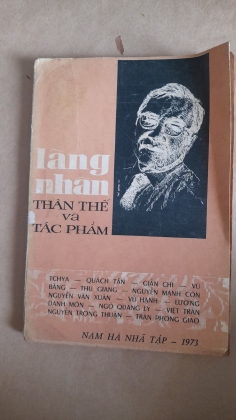 lãng
nhân
THÂN THẾ
và
TÁC PHẨM
TCHYA — QUÁCH TẤN — GIẢN CHI — VŨ
BẰNG — THU GIANG — NGUYỄN MẠNH CÔN
NGUYỄN VĂN XUÂN — VŨ HẠNH — LƯƠNG
DANH MÔN — NGÔ QUANG LÝ — VIỆT TRẦN
NGUYỄN TRỌNG THUẬN — TRẦN PHONG GIAO
NAM HÀ NHÃ TẬP — 1973